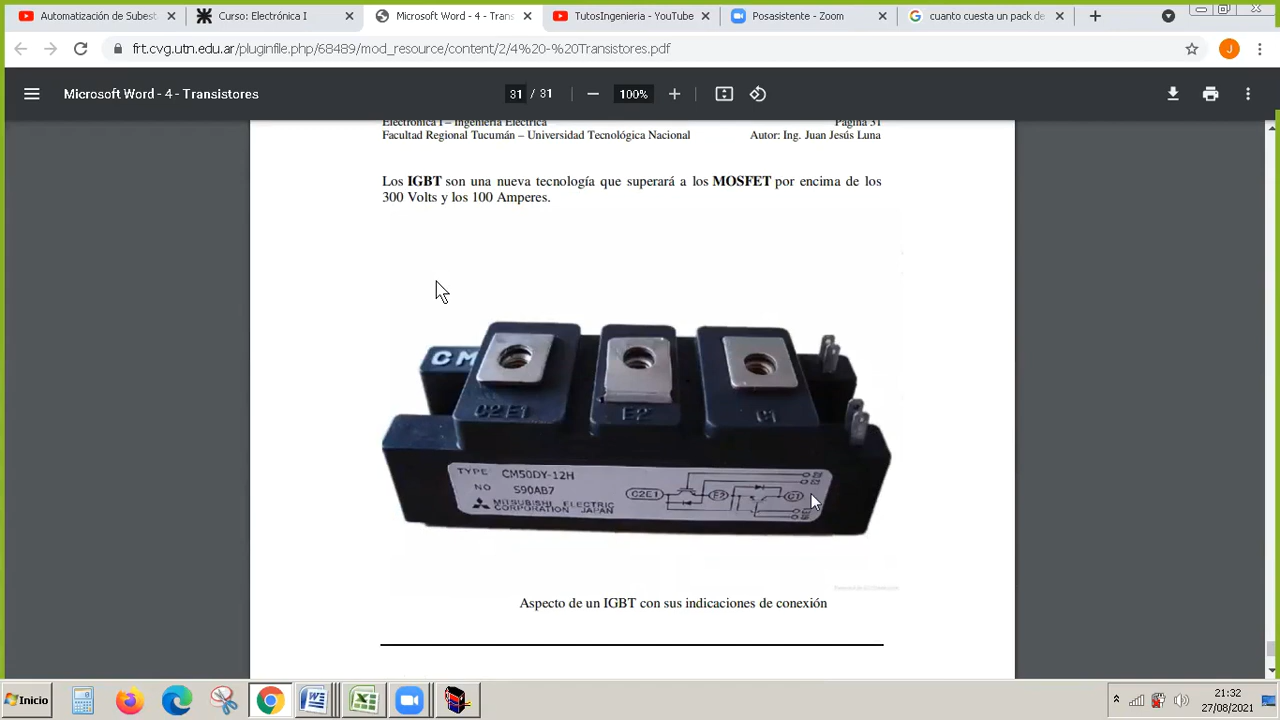 Automatización de Subest
Curso: Electrónica I
Microsoft Word - 4 - Trans
TutosIngenieria - YouTube
Posasistente - Zoom
cuanto cuesta un pack de
frt.cvg.utn.edu.ar/pluginfile.php/68489/mod_resource/content/2/4%20-%20Transistores.pdf
J
Microsoft Word - 4 - Transistores
31 / 31
100%
Electrónica I – Ingeniería Eléctrica
Página 31
Facultad Regional Tucumán – Universidad Tecnológica Nacional
Autor: Ing. Juan Jesús Luna
Los IGBT son una nueva tecnología que superará a los MOSFET por encima de los
300 Volts y los 100 Amperes.
CM
C2E1
E2
C1
TYPE CM50DY-12H
NO S90AB7
MITSUBISHI ELECTRIC
CORPORATION JAPAN
C2E1
E2
C1
Aspecto de un IGBT con sus indicaciones de conexión
Inicio
21:32
27/08/2021